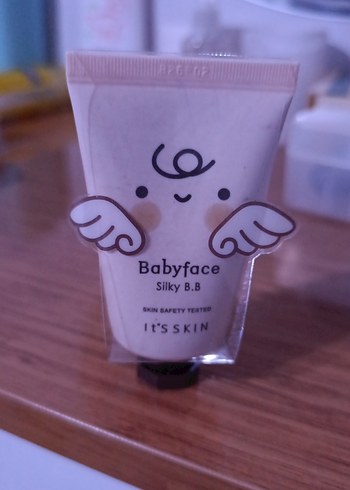 Babyface
Silky B.B
SKIN SAFETY TESTED
It'S SKIN